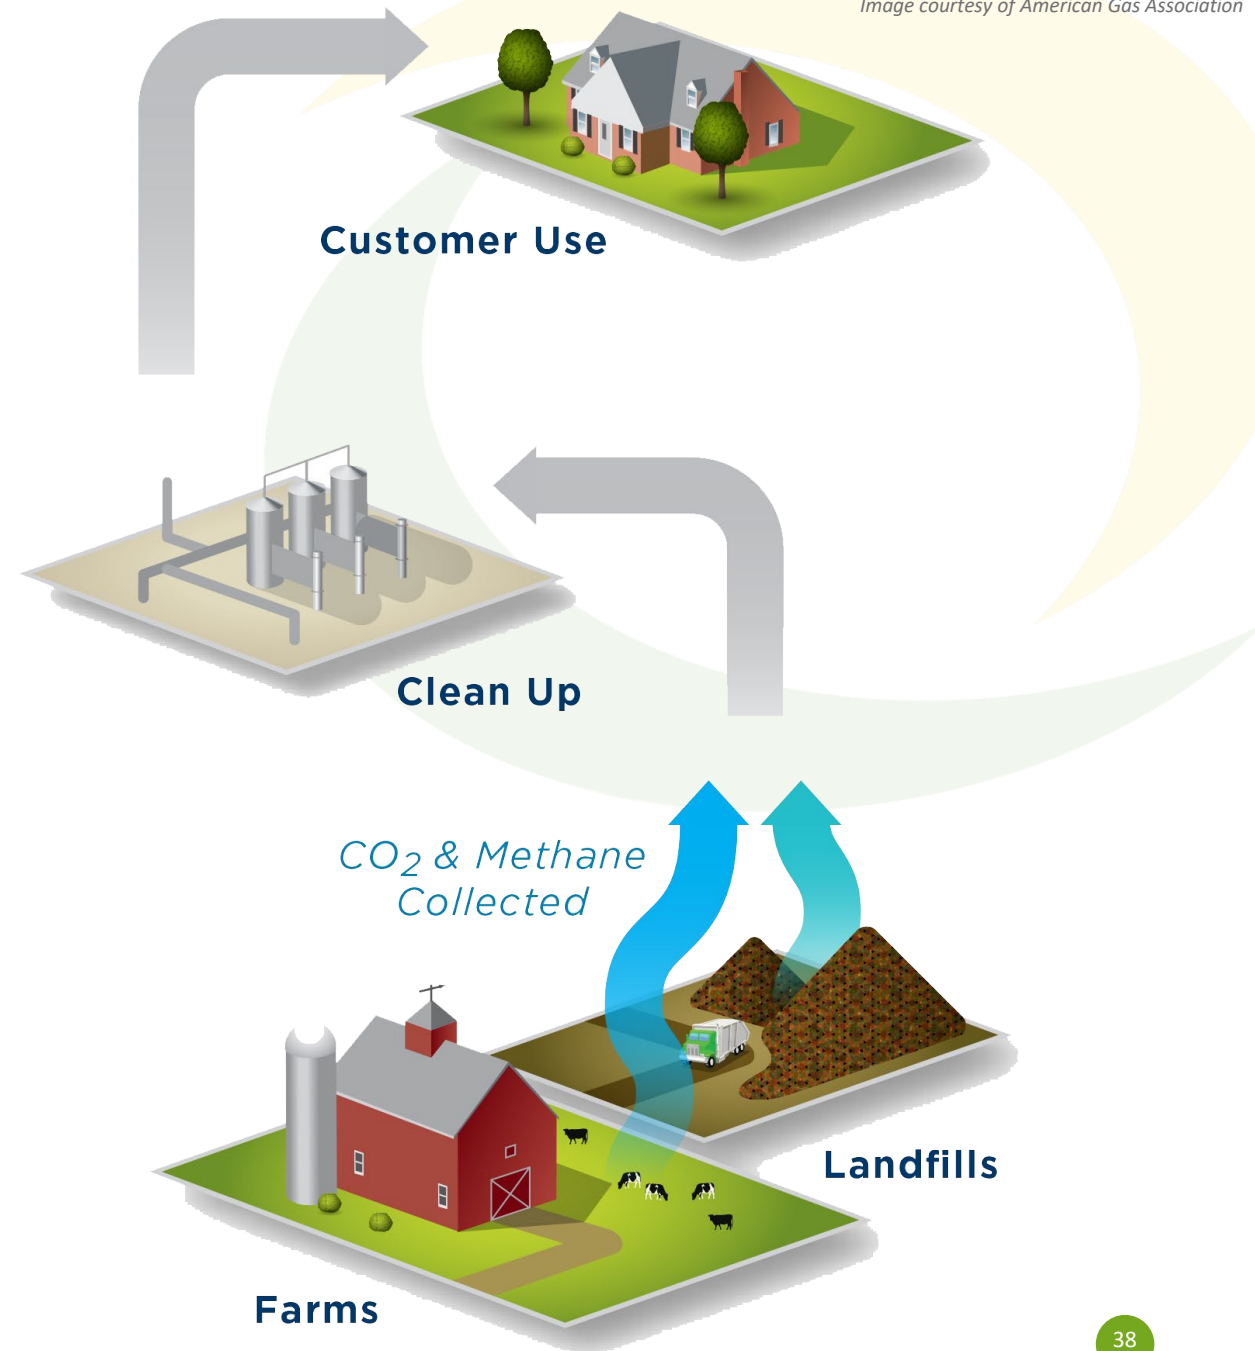 Image courtesy of American Gas Association
Customer Use
Clean Up
CO2 & Methane
Collected
Landfills
Farms
38